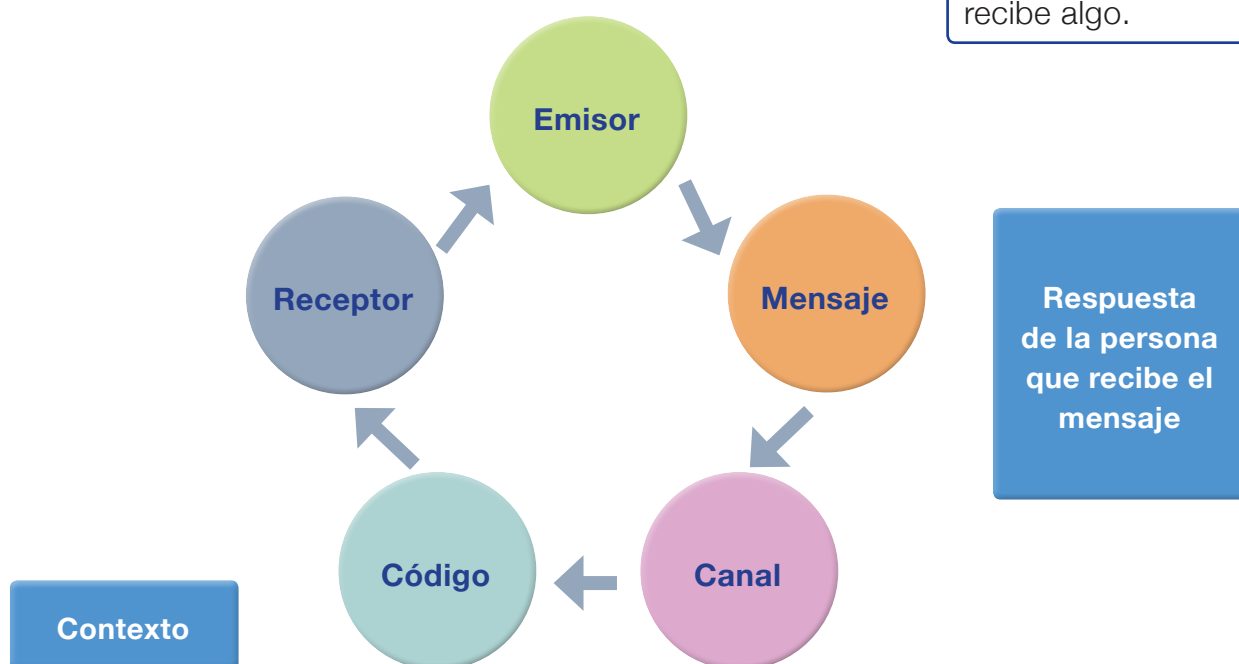 recibe algo.
Emisor
Mensaje
Receptor
Respuesta
de la persona
que recibe el
mensaje
Código
Canal
Contexto